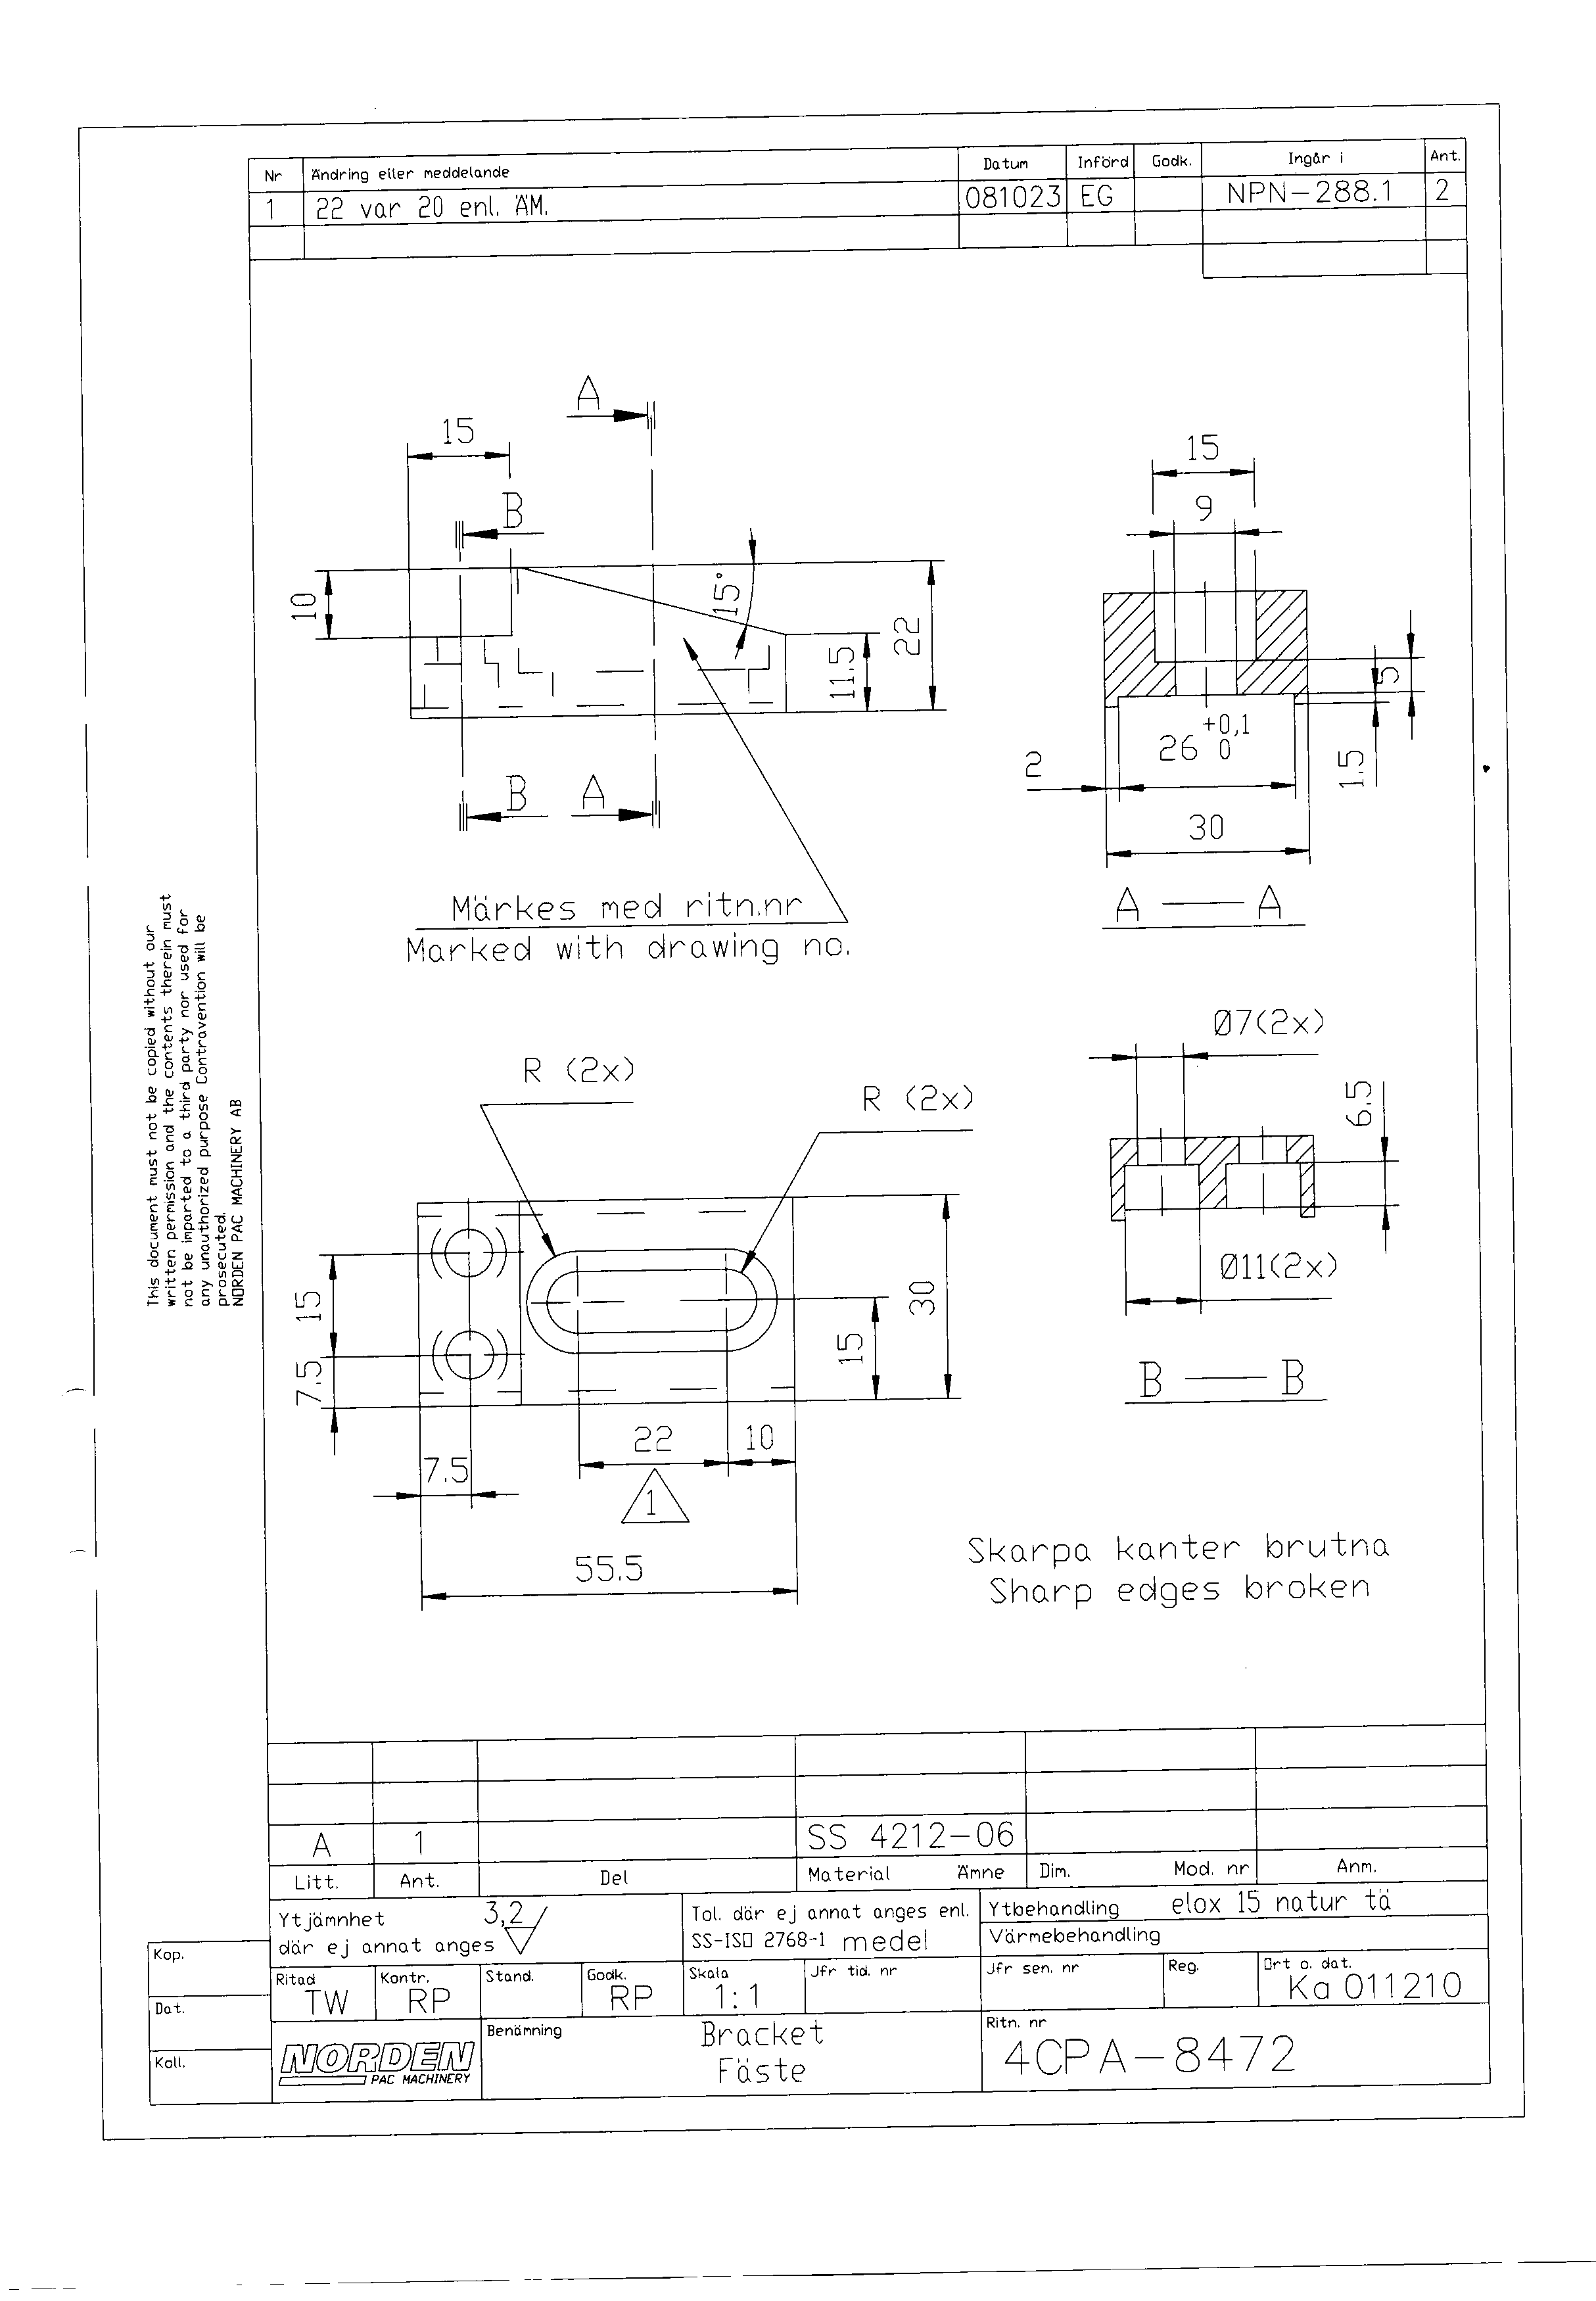 Nr Ändring eller meddelande Datum Införd Godk. Ingår i Ant.
1 22 var 20 enl. ÄM. 081023 EG NPN-288.1 2
A
15
B
10
15°
22
11.5
B A
Märkes med ritn.nr
Marked with drawing no.
15
9
5
+0,1
26 0
1.5
2
30
A — A
This document must not be copied without our
written permission and the contents therein must
not be imparted to a third party nor used for
any unauthorized purpose Contravention will be
prosecuted.
NORDEN PAC MACHINERY AB
R (2x)
R (2x)
15
7.5
30
15
22 10
7.5
1
55.5
Ø7(2x)
6.5
Ø11(2x)
B — B
Skarpa kanter brutna
Sharp edges broken
A 1 SS 4212-06
Litt. Ant. Del Material Ämne Dim. Mod. nr Anm.
Ytjämnhet 3,2
där ej annat anges
Tol. där ej annat anges enl.
SS-ISO 2768-1 medel
Ytbehandling elox 15 natur tä
Värmebehandling
Kop.
Dat.
Koll.
Ritad Kontr. Stand. Godk. Skala Jfr tid. nr Jfr sen. nr Reg. Ort o. dat.
TW RP RP 1:1 Ka 011210
NORDEN
PAC MACHINERY
Benämning Bracket
Fäste
Ritn. nr
4CPA-8472